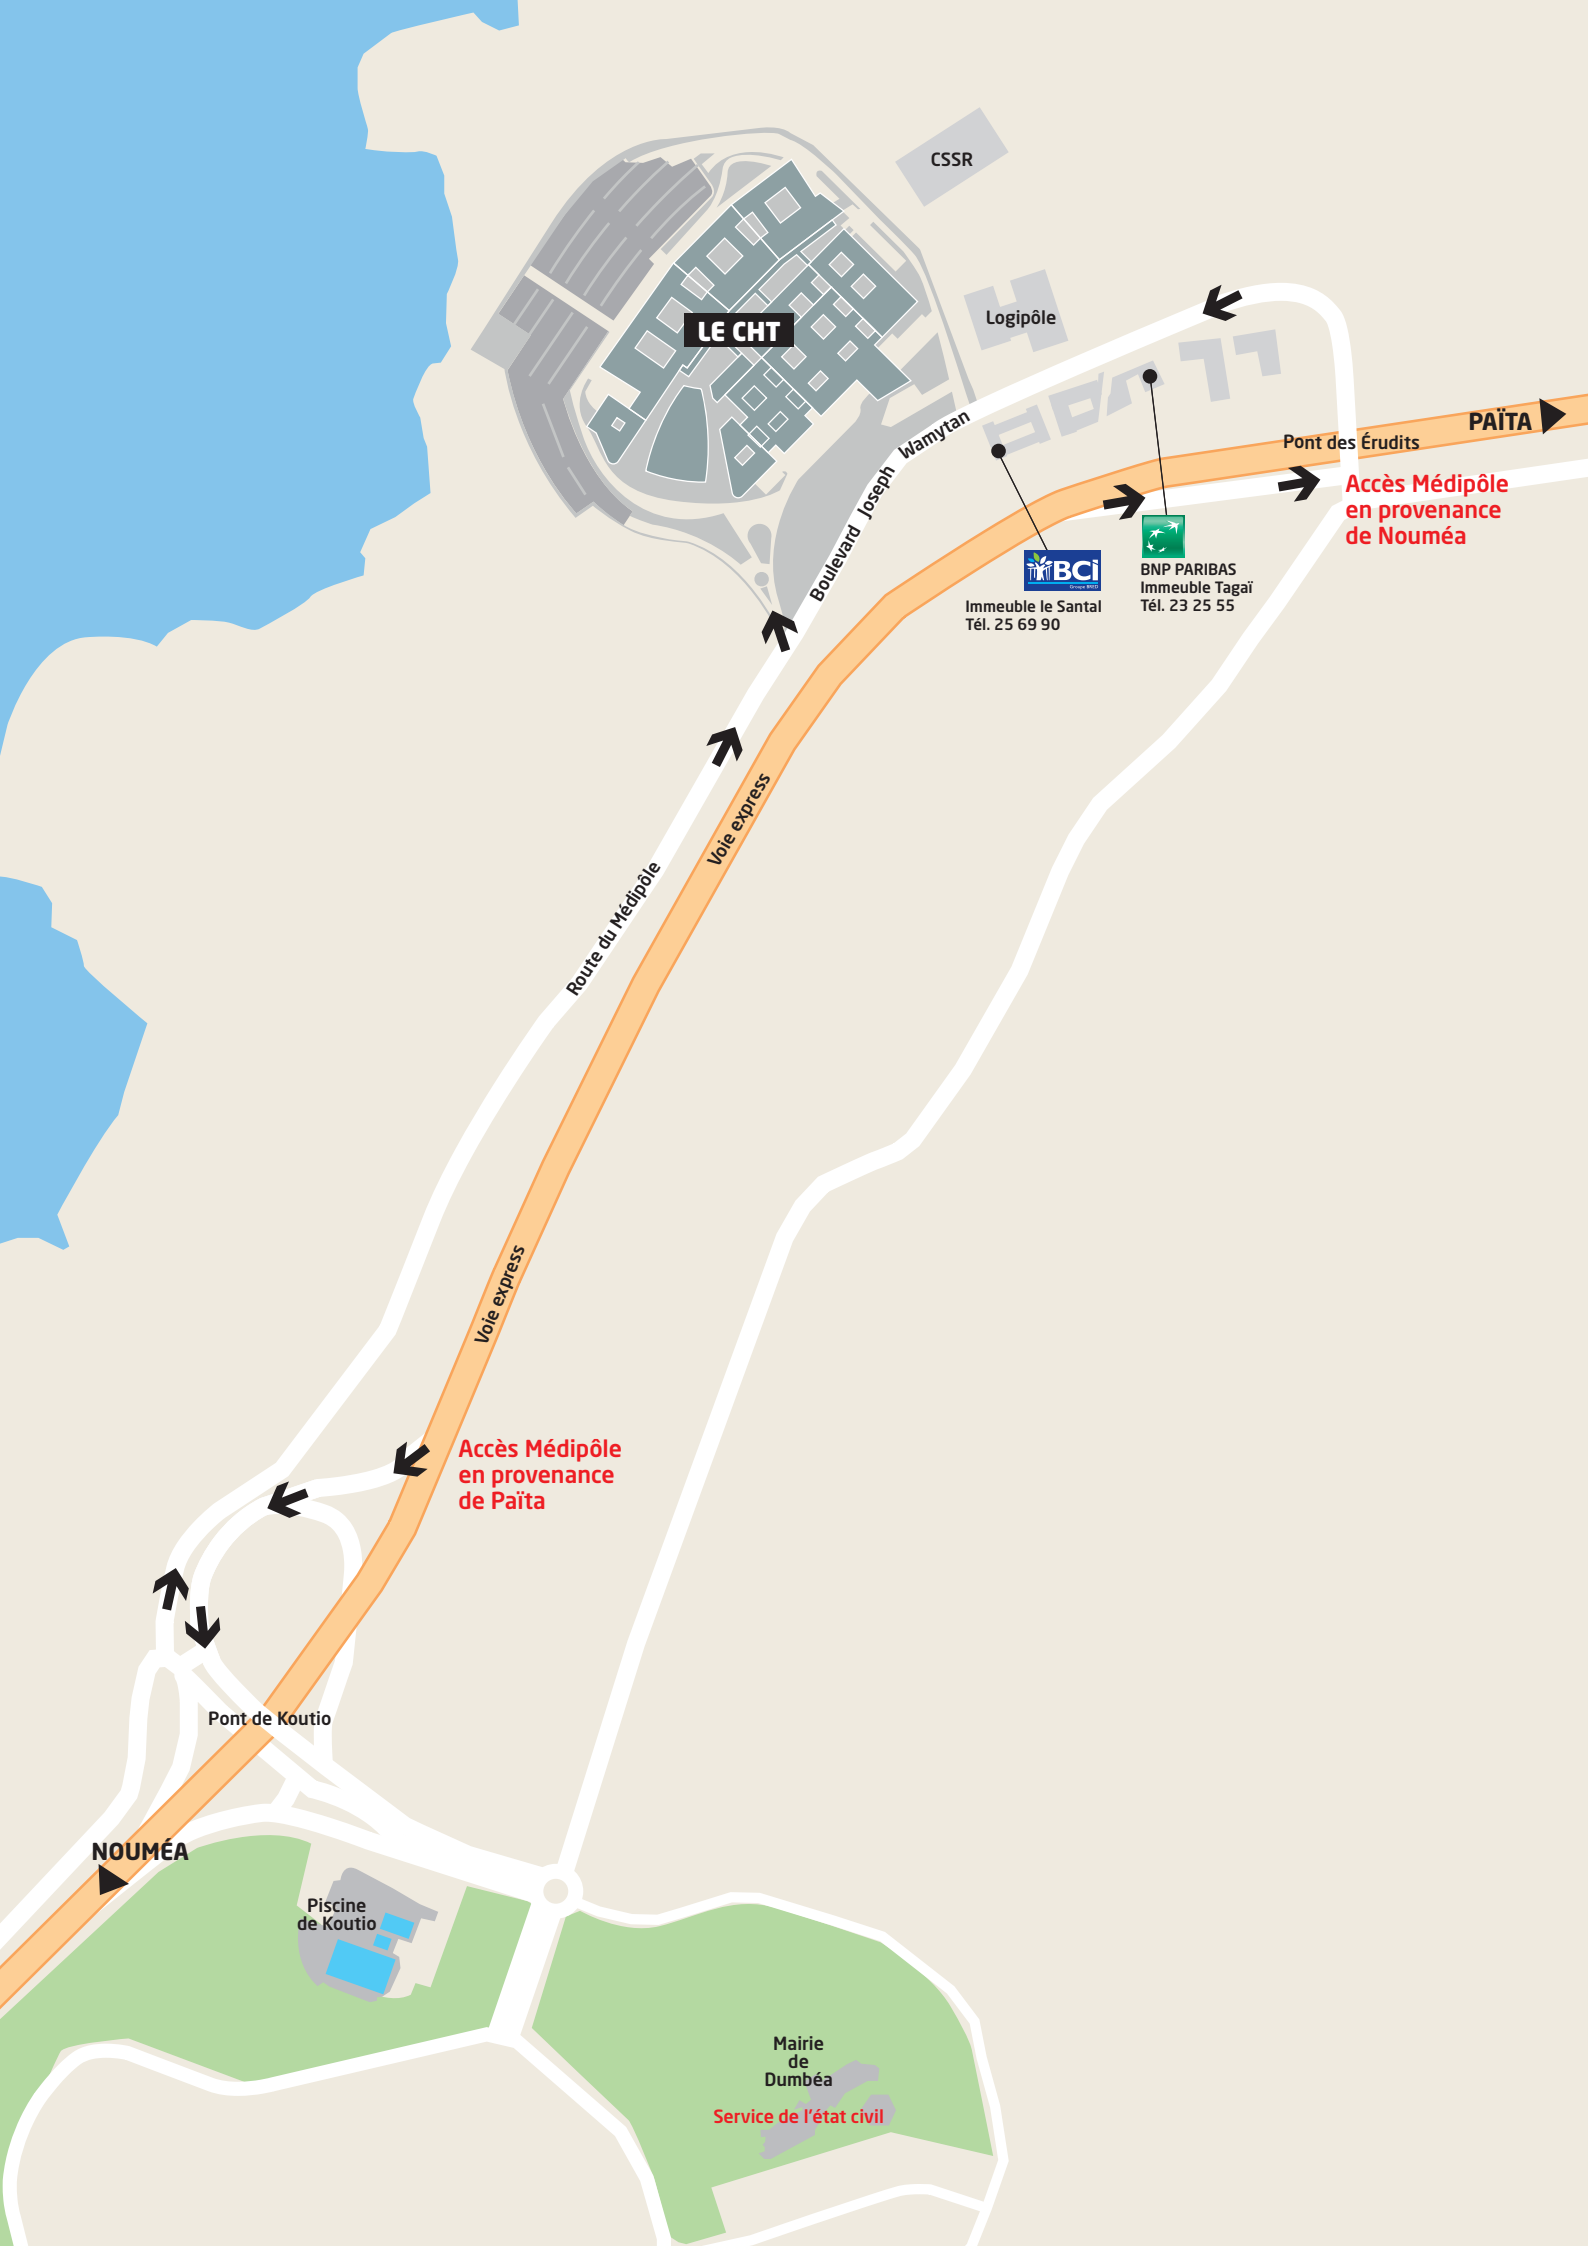 CSSR
Logipôle
LE CHT
PAÏTA
Pont des Érudits
Boulevard Joseph Wamytan
Accès Médipôle
en provenance
de Nouméa
BCI
BNP PARIBAS
Immeuble Tagaï
Tél. 23 25 55
Immeuble le Santal
Tél. 25 69 90
Voie express
Route du Médipôle
Voie express
Accès Médipôle
en provenance
de Païta
Pont de Koutio
NOUMÉA
Piscine
de Koutio
Mairie
de
Dumbéa
Service de l'état civil